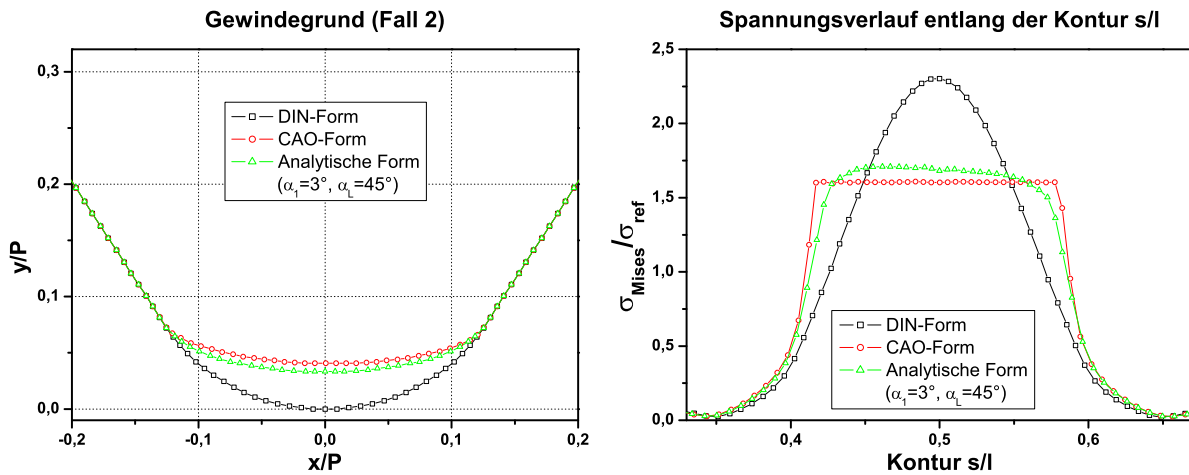 Gewindegrund (Fall 2)
0,3
0,2
0,1
0,0
y/P
-0,2 -0,1 0,0 0,1 0,2
x/P
DIN-Form
CAO-Form
Analytische Form
(α1=3°, αL=45°)
Spannungsverlauf entlang der Kontur s/l
2,5
2,0
1,5
1,0
0,5
0,0
σMises/σref
0,4 0,5 0,6
Kontur s/l
DIN-Form
CAO-Form
Analytische Form
(α1=3°, αL=45°)